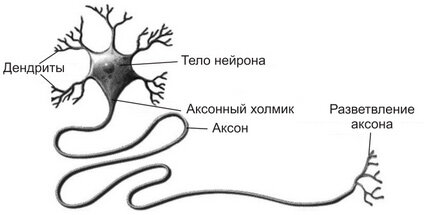 Дендриты
Тело нейрона
Аксонный холмик
Аксон
Разветвление
аксона